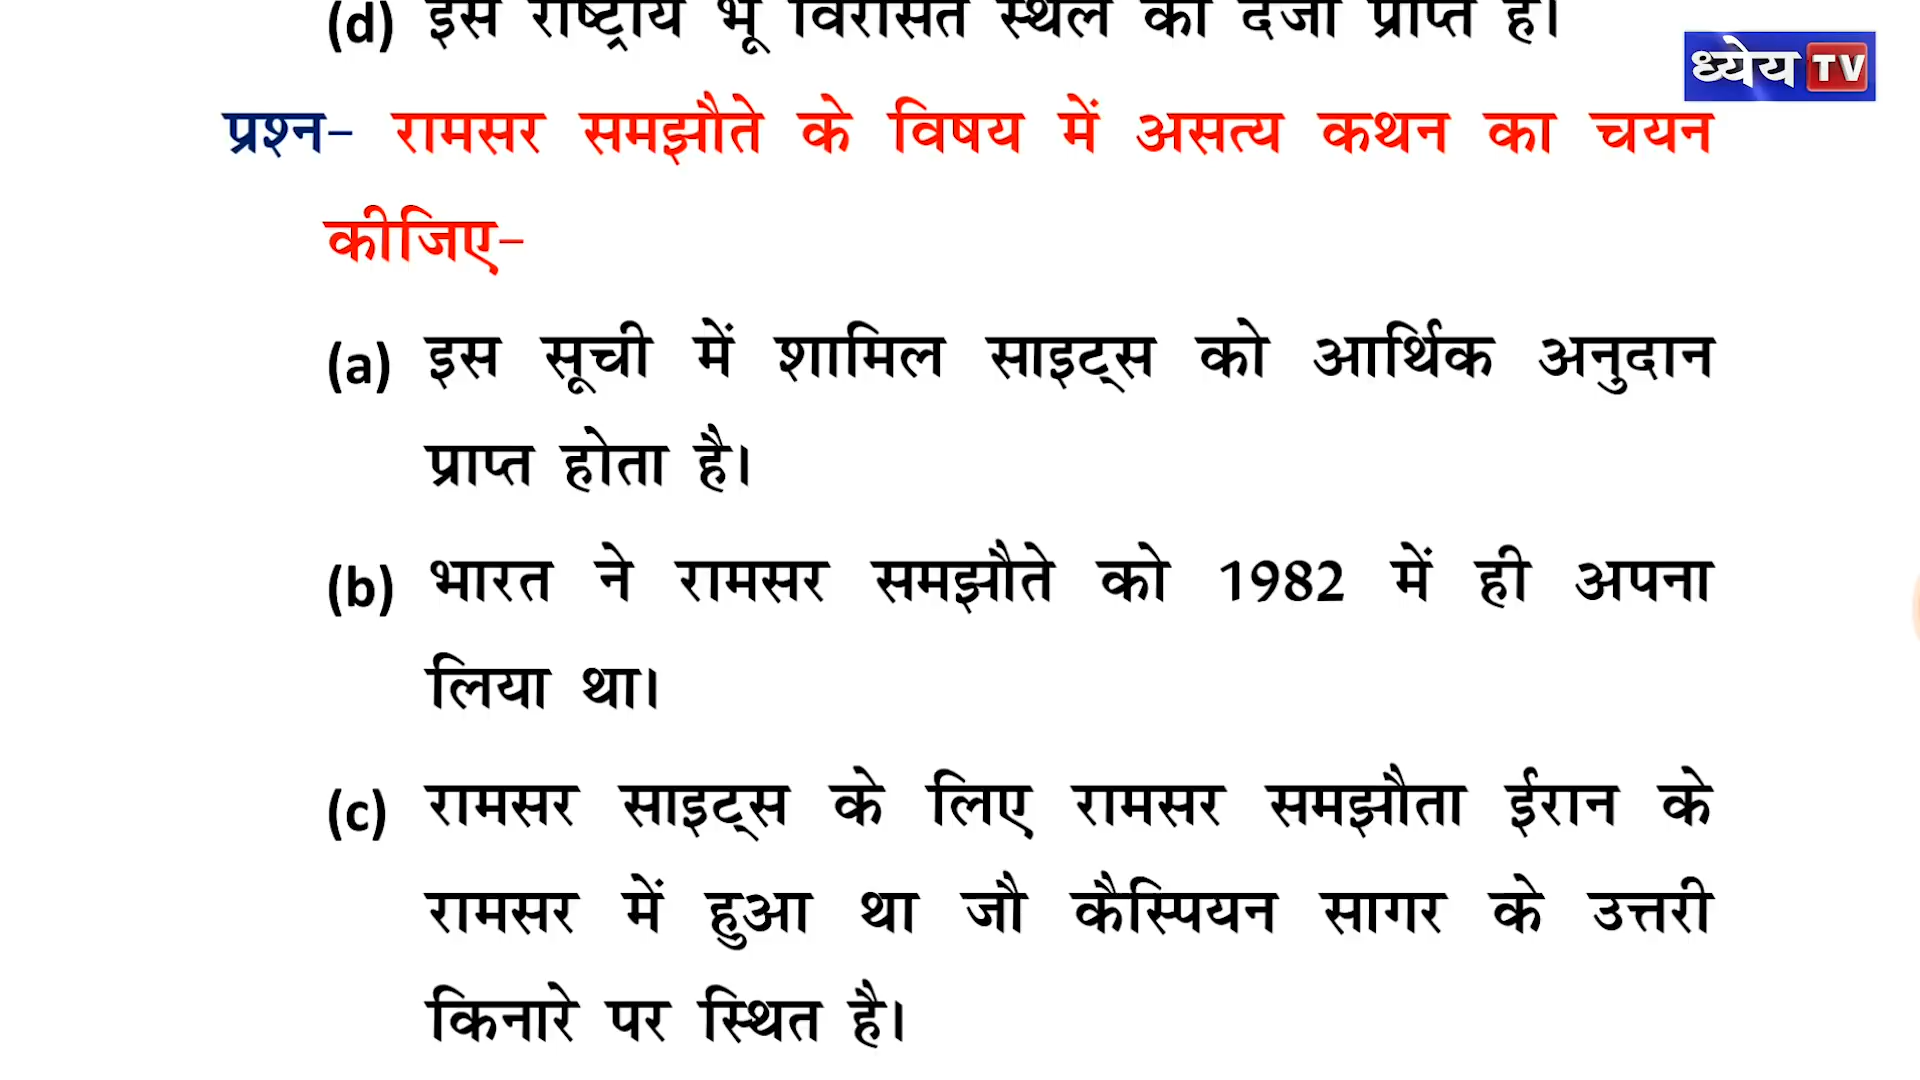 (d) इसे राष्ट्रीय भू विरासत स्थल का दर्जा प्राप्त है।
ध्येय TV
प्रश्न- रामसर समझौते के विषय में असत्य कथन का चयन
कीजिए-
(a) इस सूची में शामिल साइट्स को आर्थिक अनुदान
प्राप्त होता है।
(b) भारत ने रामसर समझौते को 1982 में ही अपना
लिया था।
(c) रामसर साइट्स के लिए रामसर समझौता ईरान के
रामसर में हुआ था जौ कैस्पियन सागर के उत्तरी
किनारे पर स्थित है।